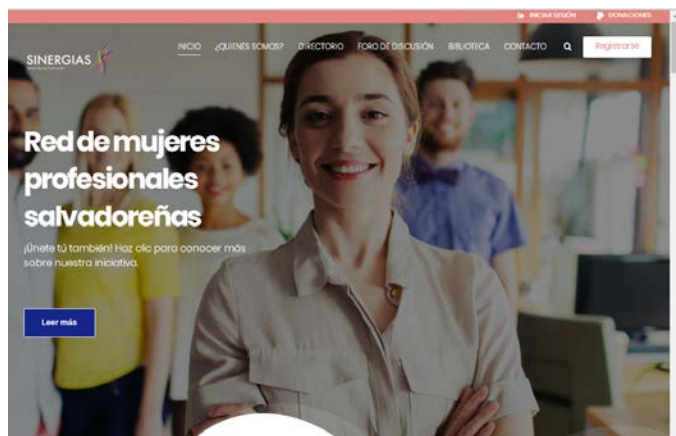 INICIAR SESIÓN DONACIONES
SINERGIAS
INICIO ¿QUIENES SOMOS? DIRECTORIO FORO DE DISCUSIÓN BIBLIOTECA CONTACTO Registrarse
Red de mujeres
profesionales
salvadoreñas
¡Únete tú también! Haz clic para conocer más
sobre nuestra iniciativa.
Leer más